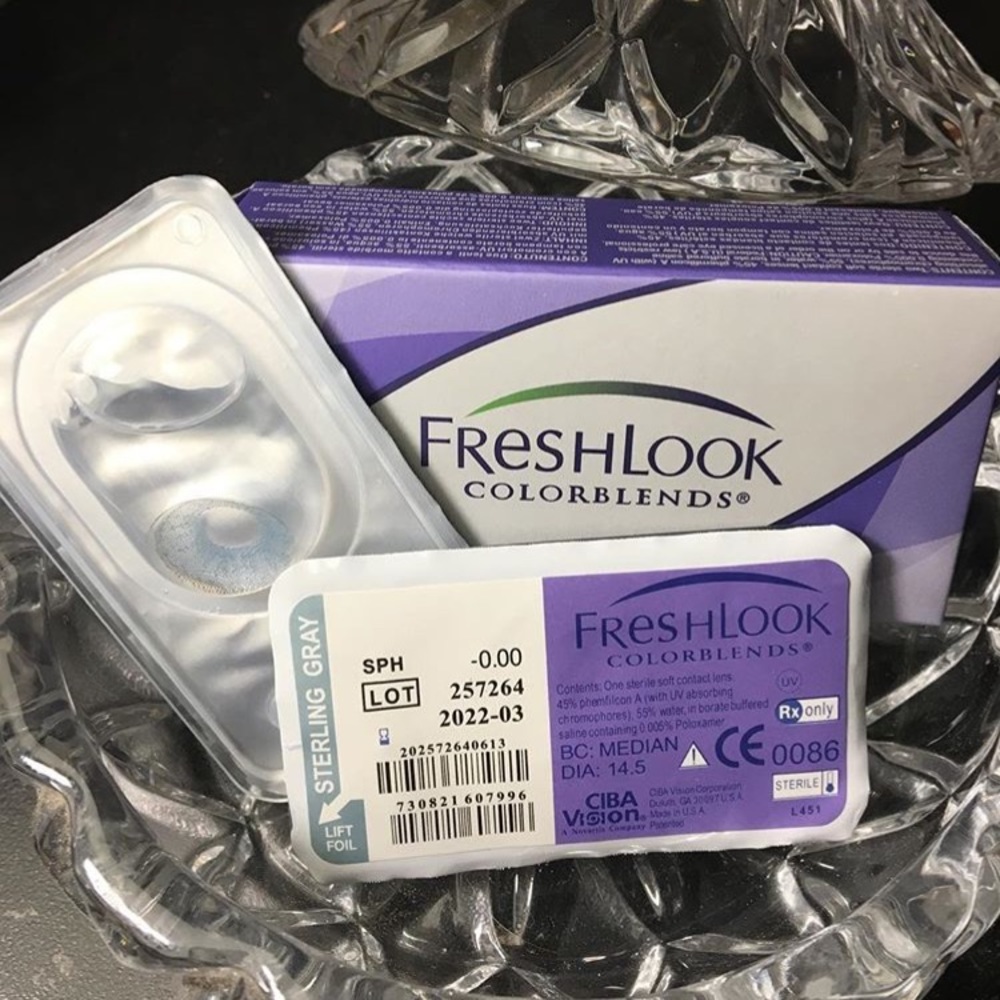 FRESHLOOK
COLORBLENDS®
STERLING GRAY
LIFT
FOIL
SPH -0.00
LOT 257264
2022-03
202572640613
730821607996
FRESHLOOK
COLORBLENDS®
Contents: One sterile soft contact lens.
45% phemfilcon A (with UV absorbing
chromophores), 55% water, in borate buffered
saline containing 0.005% Poloxamer
UV
Rx only
BC: MEDIAN
DIA: 14.5
CE 0086
STERILE
CIBA
Vision®
A Novartis Company
CIBA Vision Corporation
Duluth, GA 30097 U.S.A.
Made in U.S.A.
Patented
L451